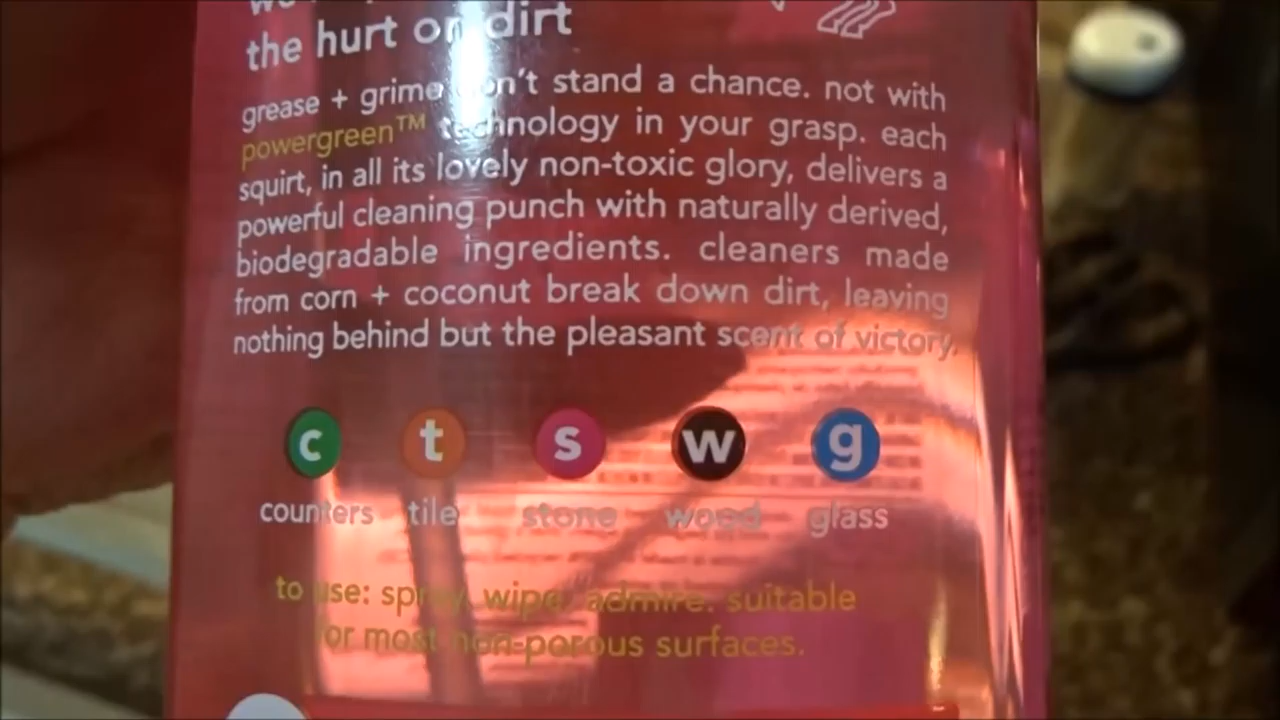 the hurt on dirt
grease + grime don't stand a chance. not with
powergreen™ technology in your grasp. each
squirt, in all its lovely non-toxic glory, delivers a
powerful cleaning punch with naturally derived,
biodegradable ingredients. cleaners made
from corn + coconut break down dirt, leaving
nothing behind but the pleasant scent of victory.
c t s w g
counters tile stone wood glass
to use: spray. wipe. admire. suitable
for most non-porous surfaces.